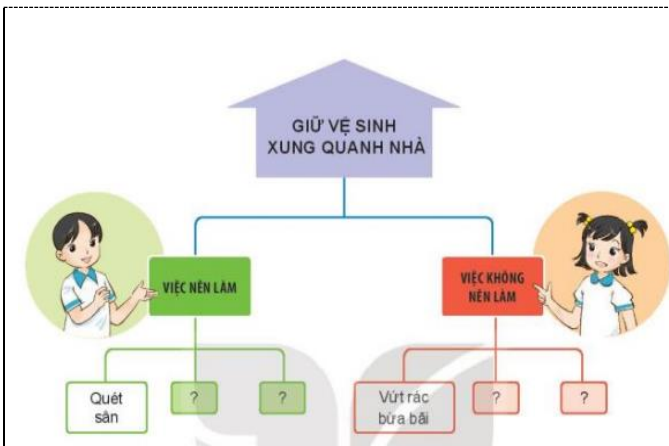 GIỮ VỆ SINH
XUNG QUANH NHÀ
VIỆC NÊN LÀM
VIỆC KHÔNG
NÊN LÀM
Quét
sân
?
?
Vứt rác
bừa bãi
?
?